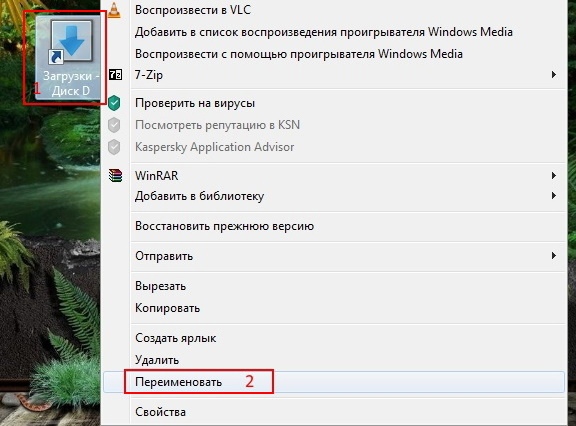 Загрузки -
Диск D
1
Воспроизвести в VLC
Добавить в список воспроизведения проигрывателя Windows Media
Воспроизвести с помощью проигрывателя Windows Media
7z
7-Zip
Проверить на вирусы
Посмотреть репутацию в KSN
Kaspersky Application Advisor
WinRAR
Добавить в библиотеку
Восстановить прежнюю версию
Отправить
Вырезать
Копировать
Создать ярлык
Удалить
Переименовать 2
Свойства